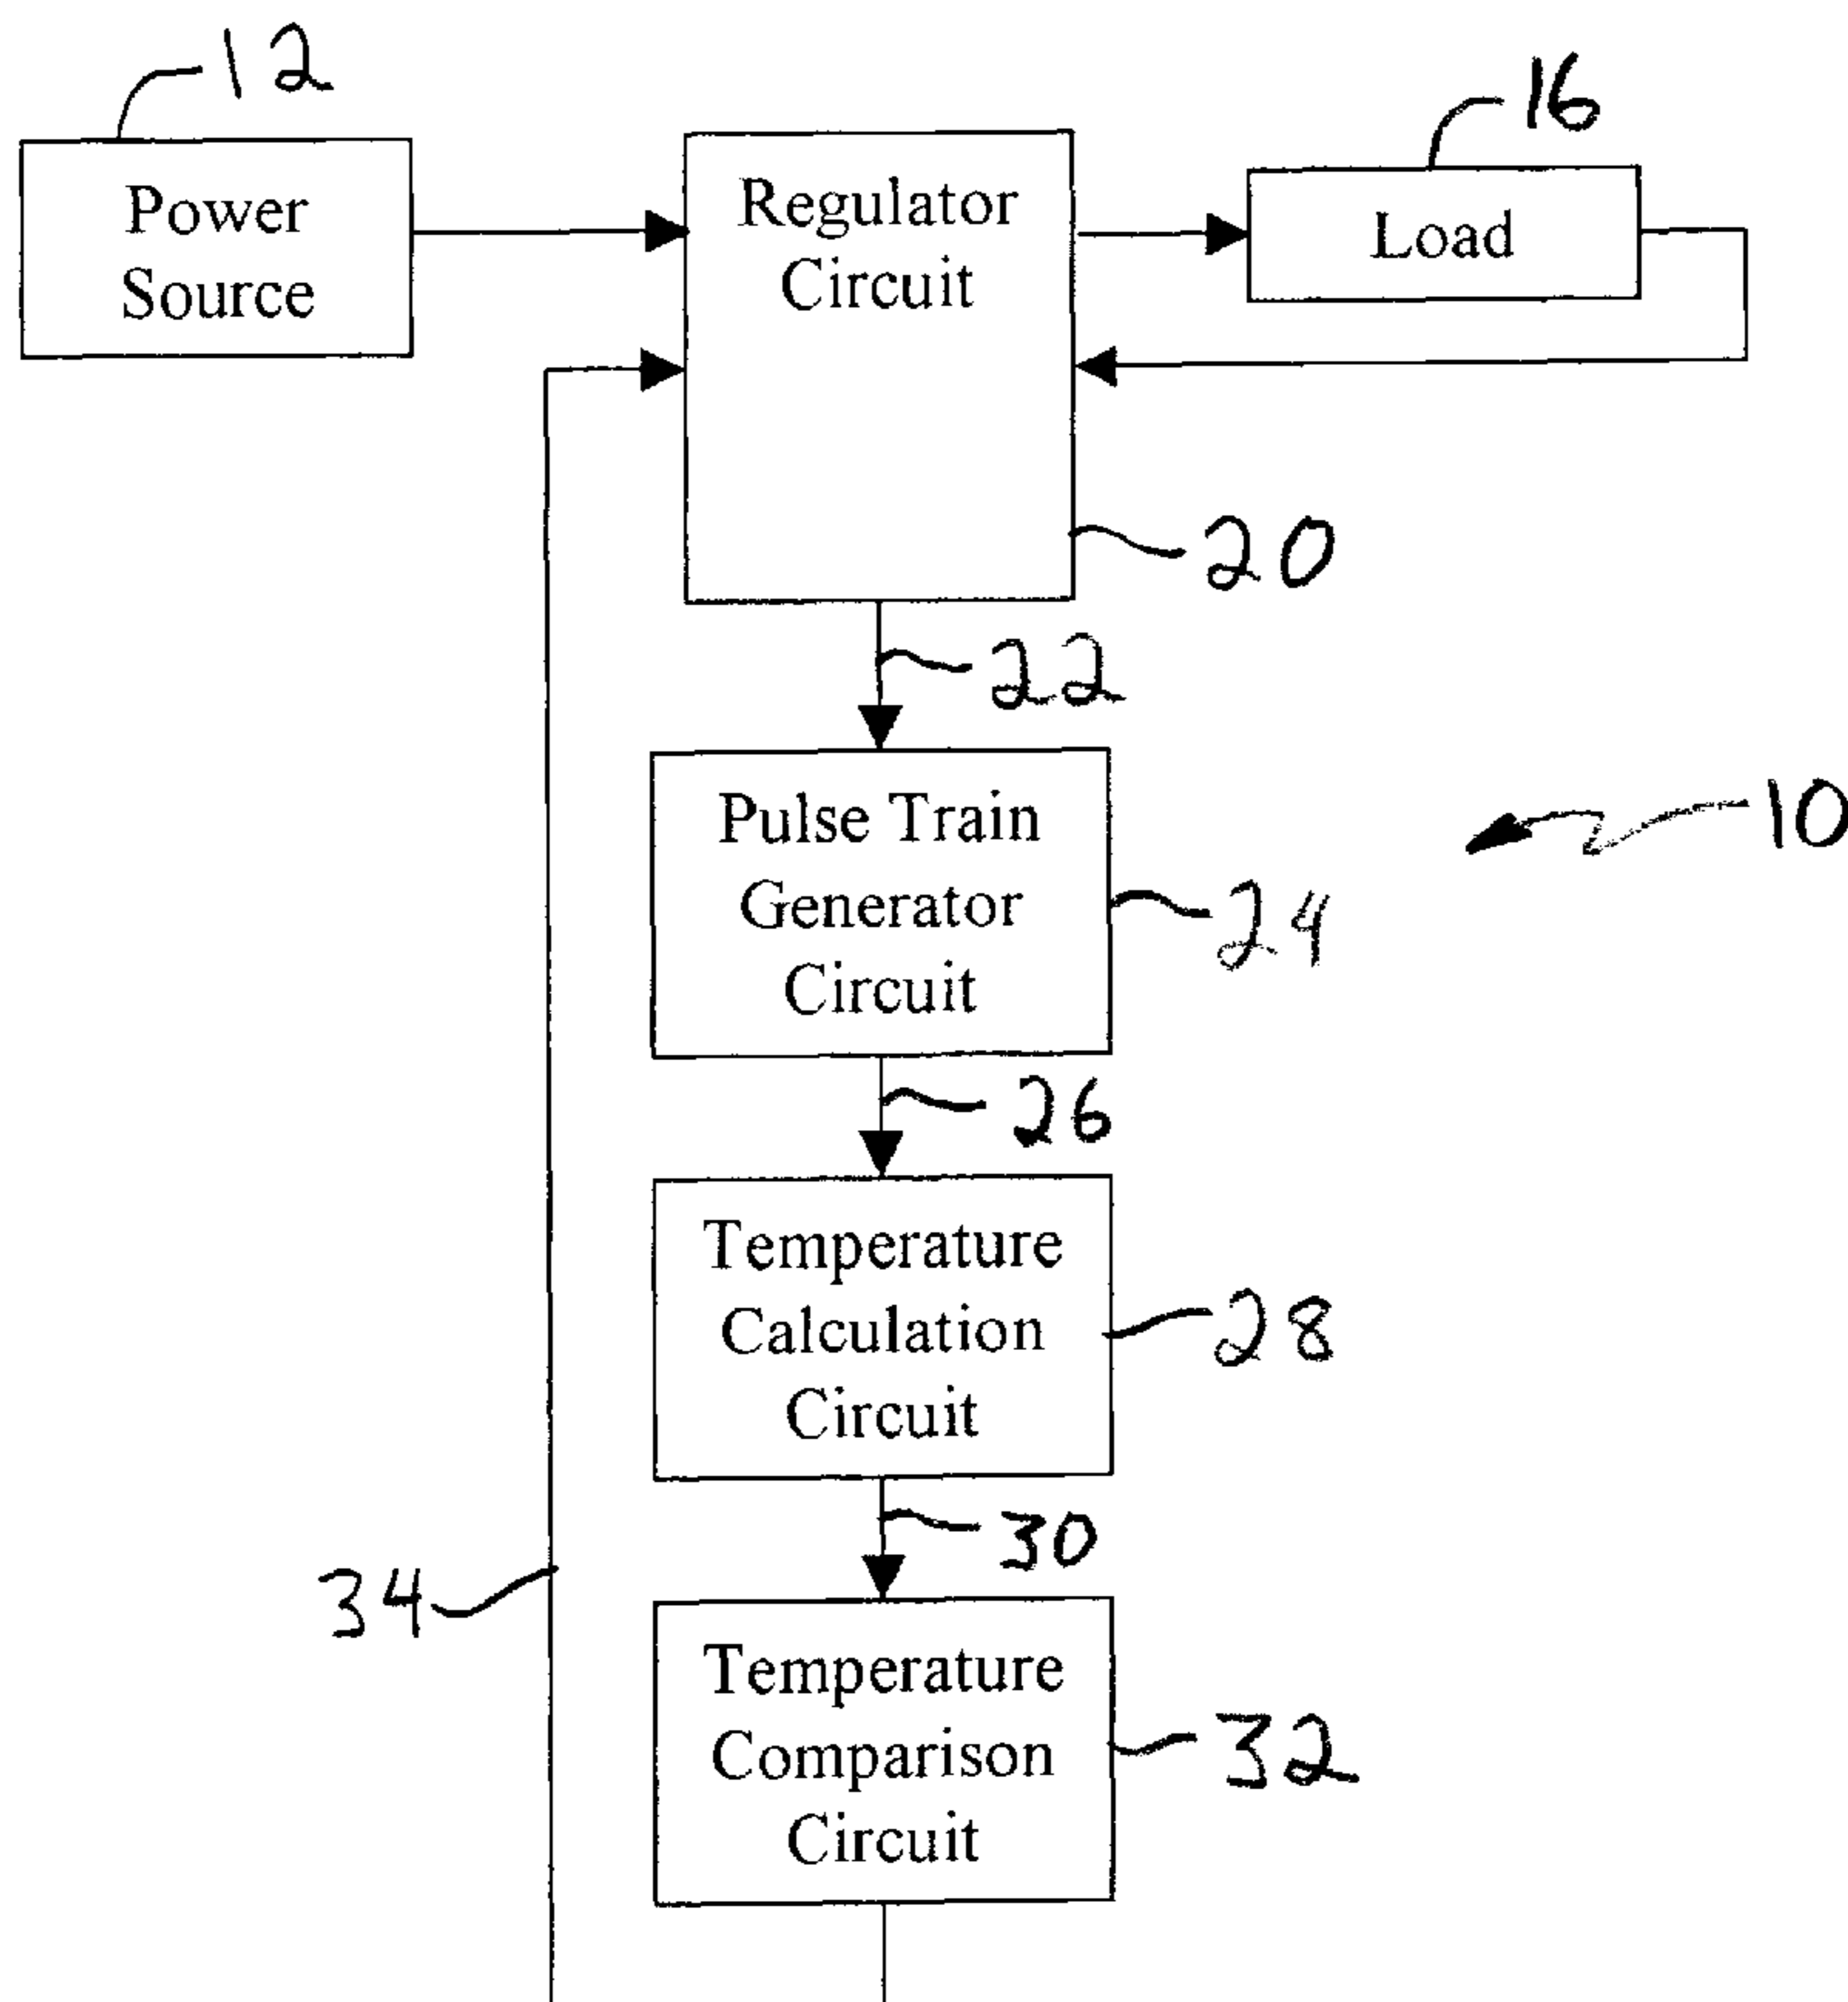 12
16
Power
Source
Regulator
Circuit
Load
20
22
Pulse Train
Generator
Circuit
10
24
26
Temperature
Calculation
Circuit
28
30
34
Temperature
Comparison
Circuit
32